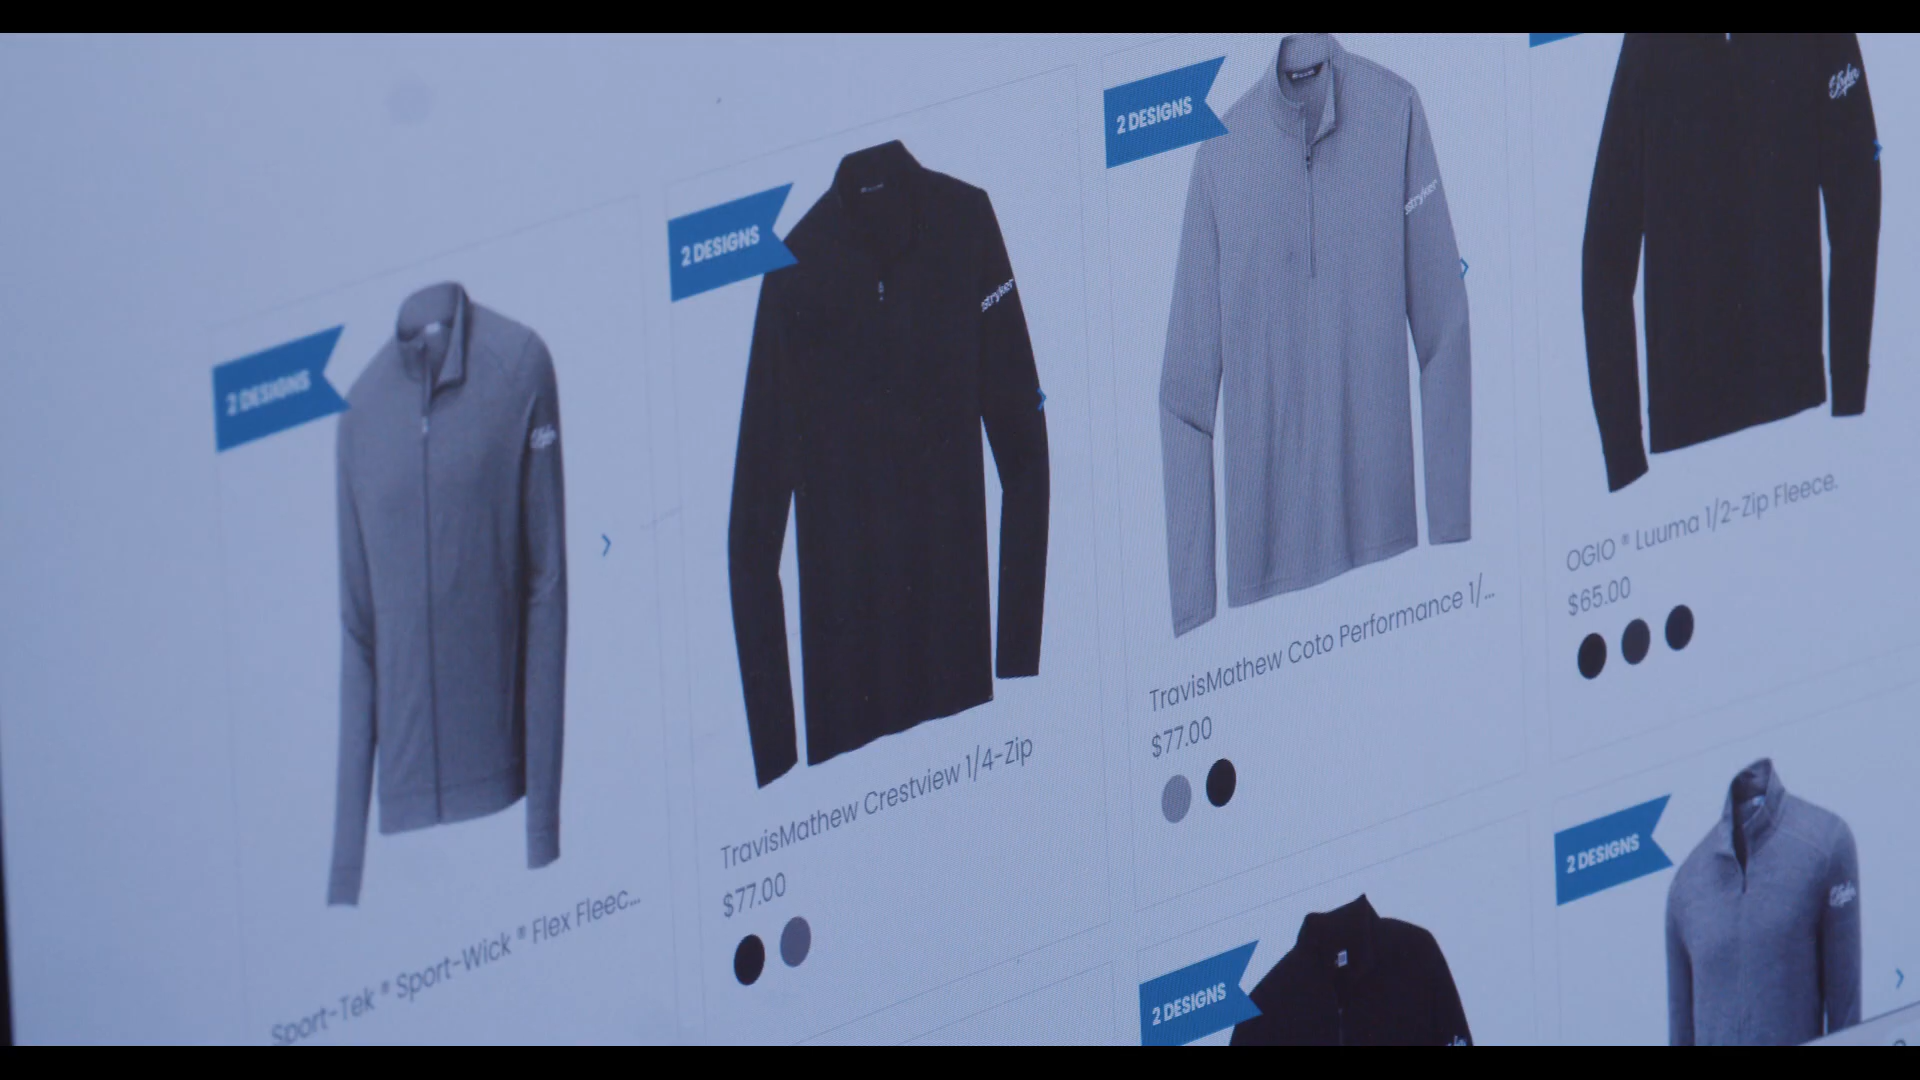 2 DESIGNS
Sport-Tek ® Sport-Wick ® Flex Fleec...
2 DESIGNS
stryker
TravisMathew Crestview 1/4-Zip
$77.00
2 DESIGNS
stryker
TravisMathew Coto Performance 1/...
$77.00
Stryker
OGIO ® Luuma 1/2-Zip Fleece.
$65.00
2 DESIGNS
2 DESIGNS